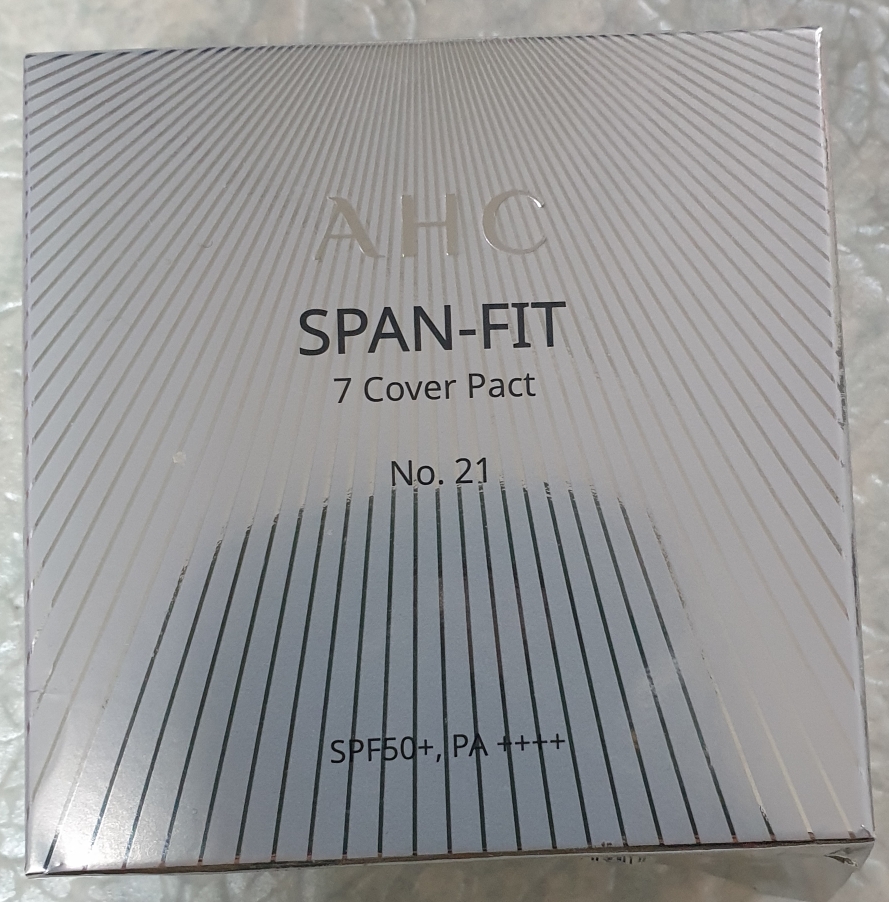 AHC
SPAN-FIT
7 Cover Pact
No. 21
SPF50+, PA ++++